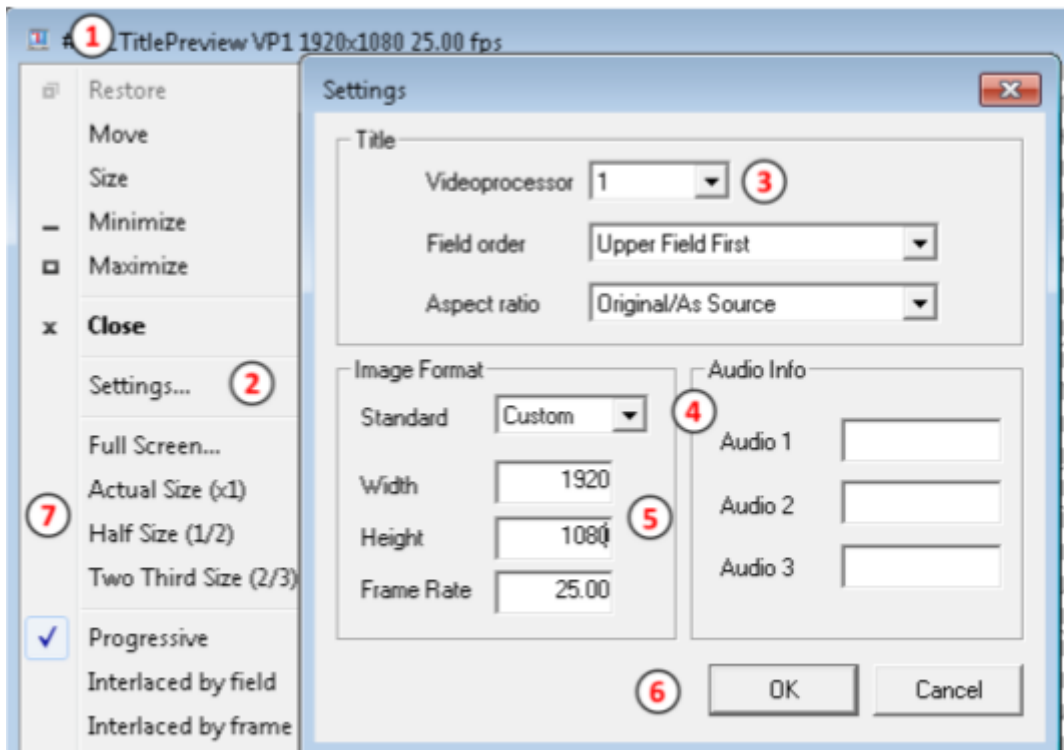 1
TitlePreview VP1 1920x1080 25.00 fps
Restore
Move
Size
Minimize
Maximize
Close
Settings...
2
Full Screen...
Actual Size (x1)
7
Half Size (1/2)
Two Third Size (2/3)
Progressive
Interlaced by field
Interlaced by frame
Settings
Title
Videoprocessor 1
3
Field order Upper Field First
Aspect ratio Original/As Source
Image Format
Standard Custom
4
Width 1920
Height 1080
5
Frame Rate 25.00
Audio Info
Audio 1
Audio 2
Audio 3
6
OK
Cancel